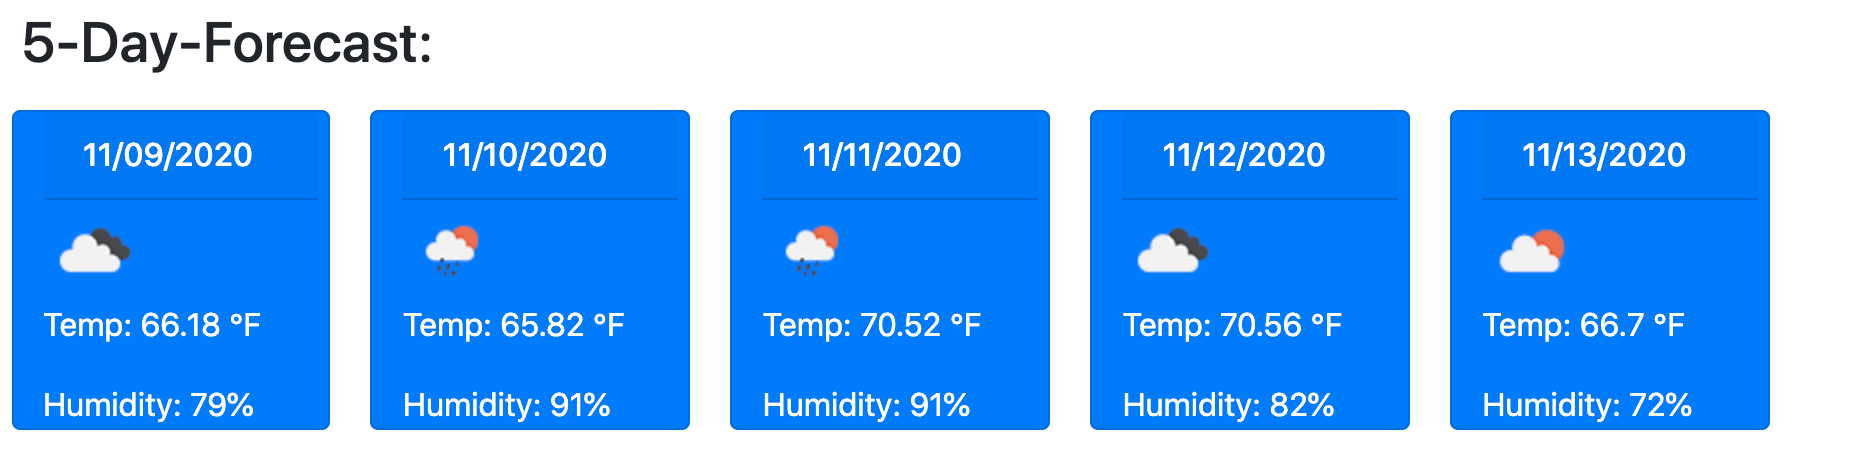 5-Day-Forecast:
11/09/2020
Temp: 66.18 °F
Humidity: 79%
11/10/2020
Temp: 65.82 °F
Humidity: 91%
11/11/2020
Temp: 70.52 °F
Humidity: 91%
11/12/2020
Temp: 70.56 °F
Humidity: 82%
11/13/2020
Temp: 66.7 °F
Humidity: 72%